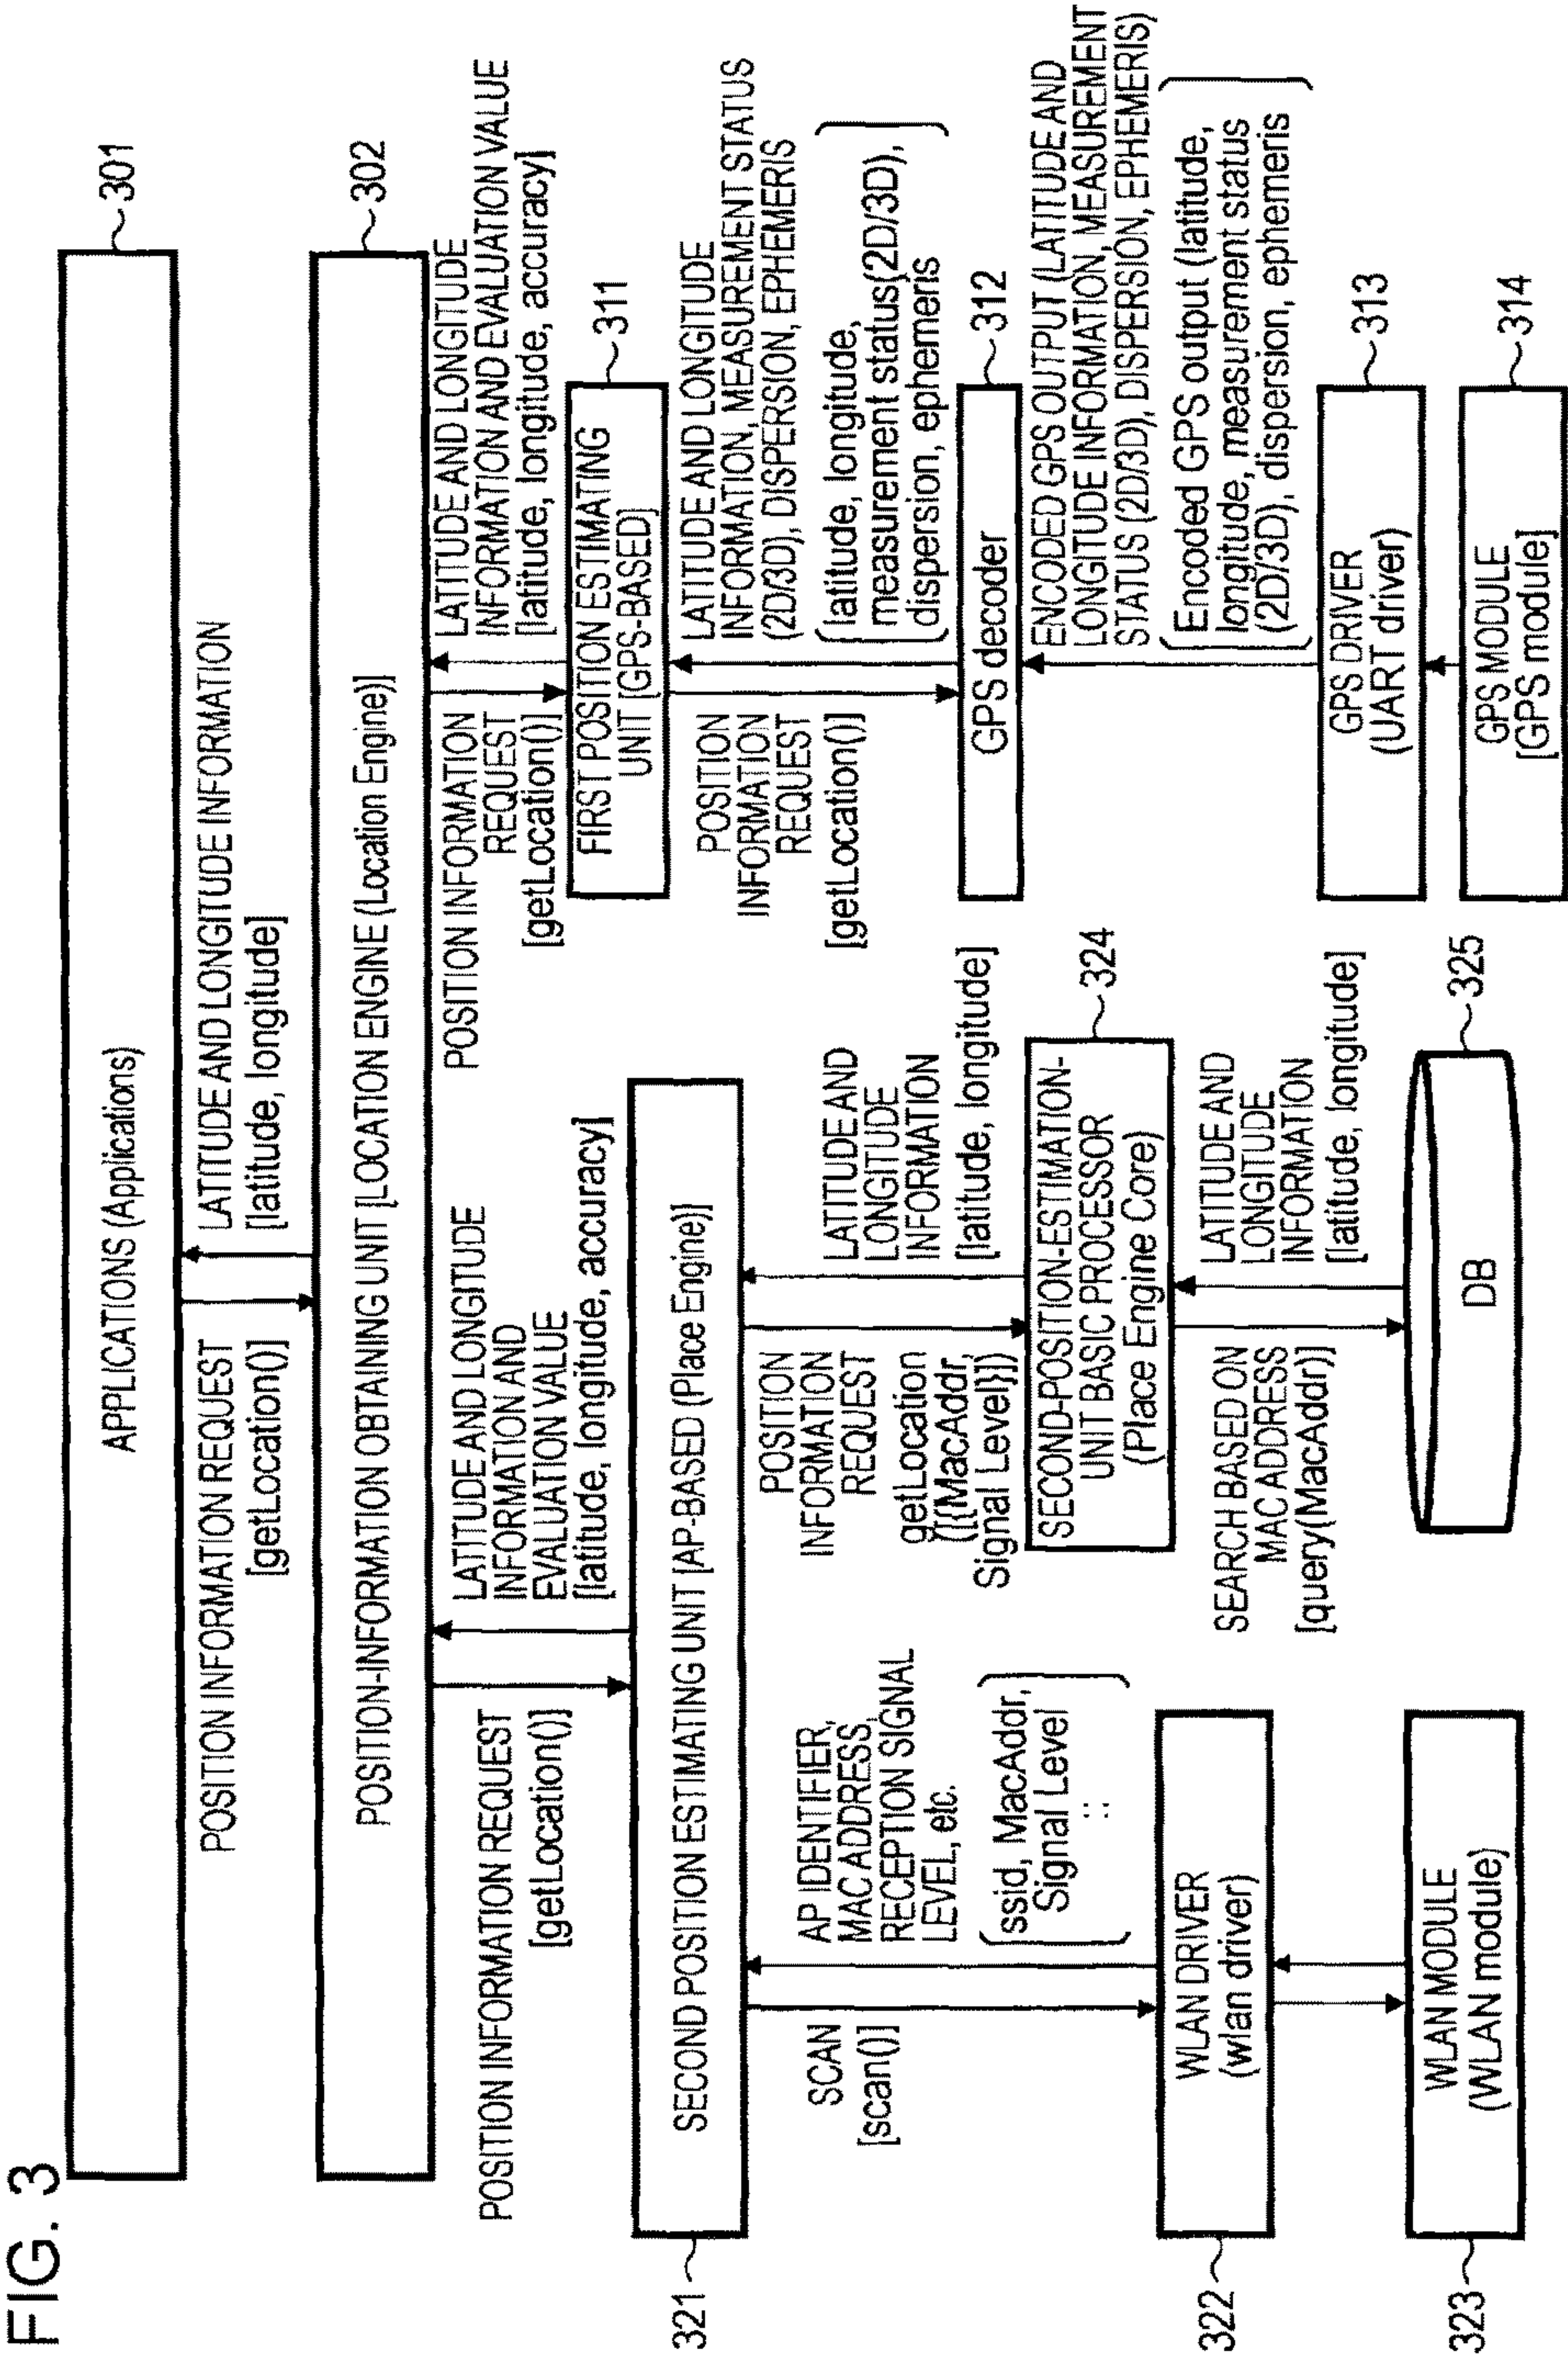 FIG. 3
APPLICATIONS (Applications)
301
POSITION INFORMATION REQUEST
[getLocation()]
LATITUDE AND LONGITUDE INFORMATION
[latitude, longitude]
POSITION-INFORMATION OBTAINING UNIT [LOCATION ENGINE (Location Engine)]
302
POSITION INFORMATION REQUEST
[getLocation()]
LATITUDE AND LONGITUDE
INFORMATION AND
EVALUATION VALUE
[latitude, longitude, accuracy]
POSITION INFORMATION
REQUEST
[getLocation()]
LATITUDE AND LONGITUDE
INFORMATION AND EVALUATION VALUE
[latitude, longitude, accuracy]
FIRST POSITION ESTIMATING
UNIT [GPS-BASED]
311
321
SECOND POSITION ESTIMATING UNIT [AP-BASED (Place Engine)]
POSITION
INFORMATION
REQUEST
[getLocation()]
LATITUDE AND LONGITUDE
INFORMATION, MEASUREMENT STATUS
(2D/3D), DISPERSION, EPHEMERIS
latitude, longitude,
measurement status(2D/3D),
dispersion, ephemeris
SCAN
[scan()]
AP IDENTIFIER,
MAC ADDRESS,
RECEPTION SIGNAL
LEVEL, etc.
ssid, MacAddr,
Signal Level
: :
POSITION
INFORMATION
REQUEST
getLocation
([{MacAddr,
Signal Level}])
LATITUDE AND
LONGITUDE
INFORMATION
[latitude, longitude]
GPS decoder
312
SECOND-POSITION-ESTIMATION-
UNIT BASIC PROCESSOR
(Place Engine Core)
324
ENCODED GPS OUTPUT (LATITUDE AND
LONGITUDE INFORMATION, MEASUREMENT
STATUS (2D/3D), DISPERSION, EPHEMERIS)
Encoded GPS output (latitude,
longitude, measurement status
(2D/3D), dispersion, ephemeris
322
WLAN DRIVER
(wlan driver)
SEARCH BASED ON
MAC ADDRESS
[query(MacAddr)]
LATITUDE AND
LONGITUDE
INFORMATION
[latitude, longitude]
GPS DRIVER
(UART driver)
313
323
WLAN MODULE
(WLAN module)
DB
325
GPS MODULE
[GPS module]
314